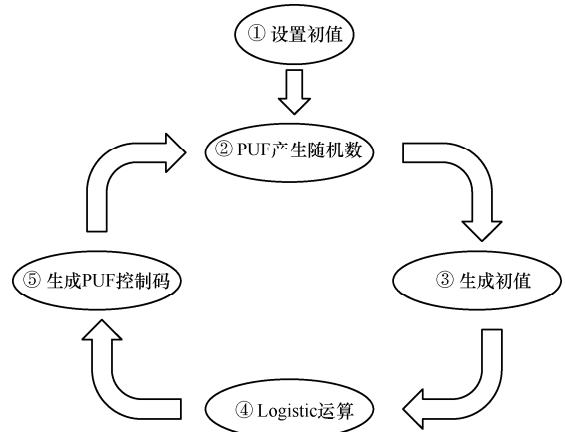 ① 设置初值
② PUF产生随机数
③ 生成初值
④ Logistic运算
⑤ 生成PUF控制码